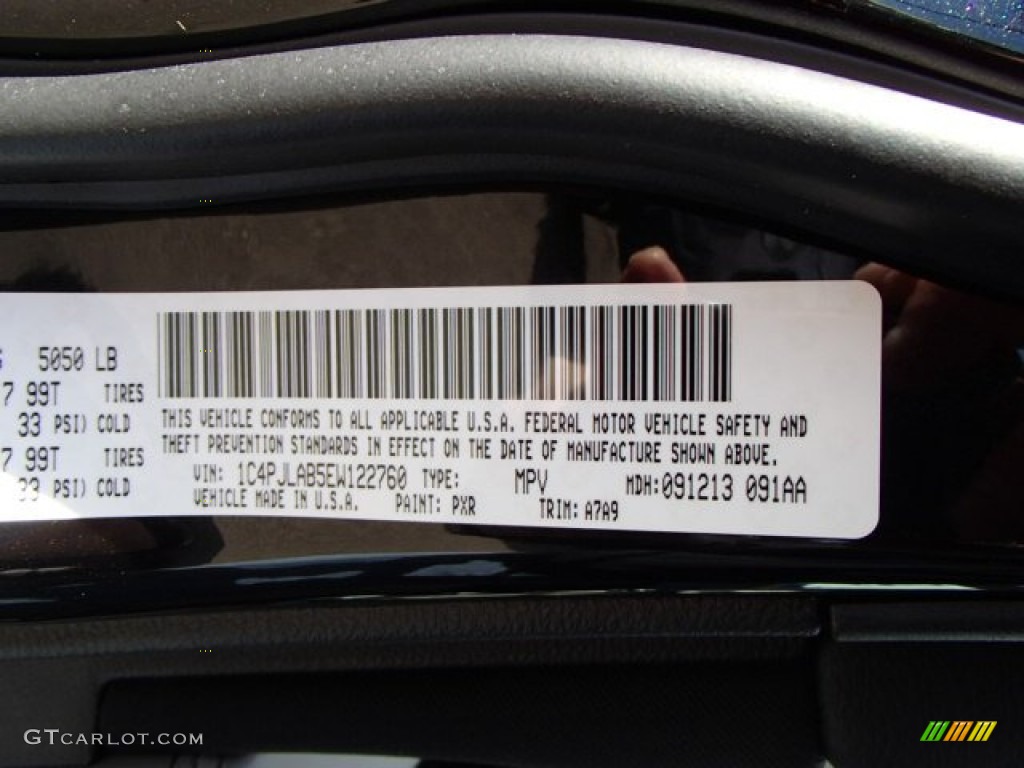 5050 LB
7 99T TIRES
33 PSI) COLD
7 99T TIRES
33 PSI) COLD
THIS VEHICLE CONFORMS TO ALL APPLICABLE U.S.A. FEDERAL MOTOR VEHICLE SAFETY AND
THEFT PREVENTION STANDARDS IN EFFECT ON THE DATE OF MANUFACTURE SHOWN ABOVE.
VIN: 1C4PJLAB5EW122760 TYPE: MPV MDH:091213 091AA
VEHICLE MADE IN U.S.A. PAINT: PXR TRIM: A7A9
GTCARLOT.COM